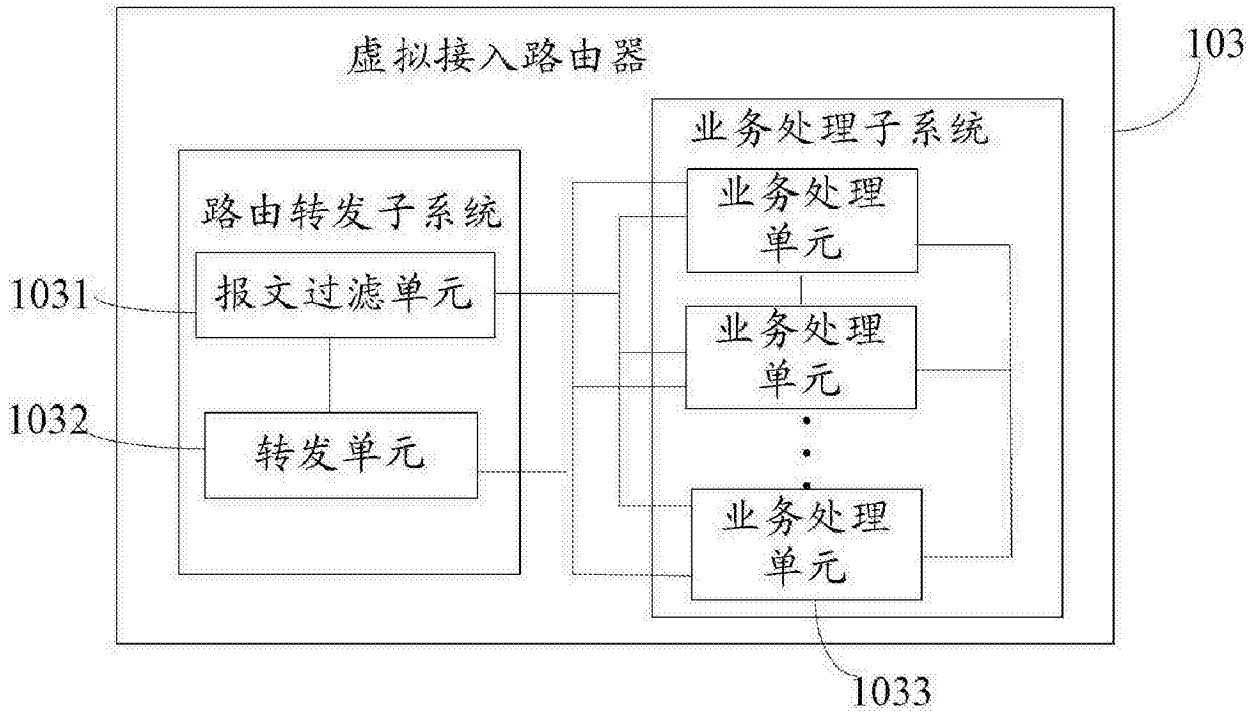 虚拟接入路由器
103
业务处理子系统
路由转发子系统
业务处理
单元
1031
报文过滤单元
业务处理
单元
1032
转发单元
业务处理
单元
1033